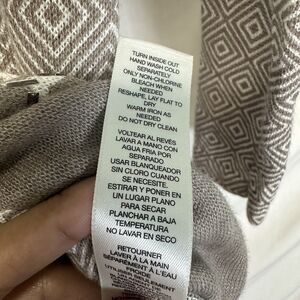 TURN INSIDE OUT
HAND WASH COLD
SEPARATELY
ONLY NON-CHLORINE
BLEACH WHEN
NEEDED
RESHAPE, LAY FLAT TO
DRY
WARM IRON AS
NEEDED
DO NOT DRY CLEAN
VOLTEAR AL REVÉS
LAVAR A MANO CON
AGUA FRIA POR
SEPARADO
USAR BLANQUEADOR
SIN CLORO CUANDO
SE NECESITE.
ESTIRAR Y PONER EN
UN LUGAR PLANO
PARA SECAR
PLANCHAR A BAJA
TEMPERATURA
NO LAVAR EN SECO
RETOURNER
LAVER À LA MAIN
SÉPARÉMENT À L'EAU
FROIDE